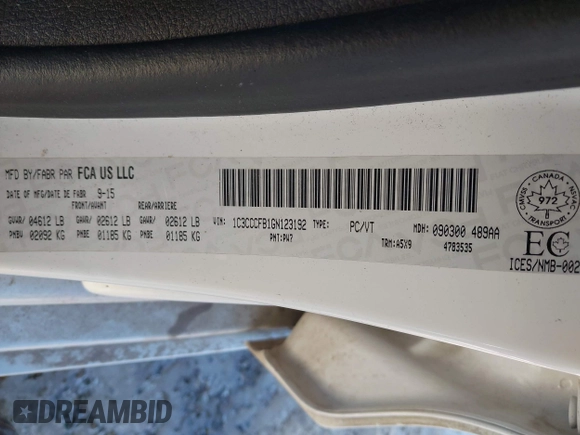 MFD BY/FABR PAR FCA US LLC
DATE OF MFG/DATE DE FABR 9-15
FRONT/AVANT REAR/ARRIERE
GVWR/ 04612 LB GAWR/ 02612 LB GAWR/ 02612 LB
PNBV 02092 KG PNBE 01185 KG PNBE 01185 KG
VIN: 1C3CCCFB1GN123192 TYPE: PC/VT MDH: 090300 489AA
PNT:PW7 TRM:A5X9 4783535
CMVSS CANADA NSVAC
972
EC
ICES/NMB-002
DREAMBID